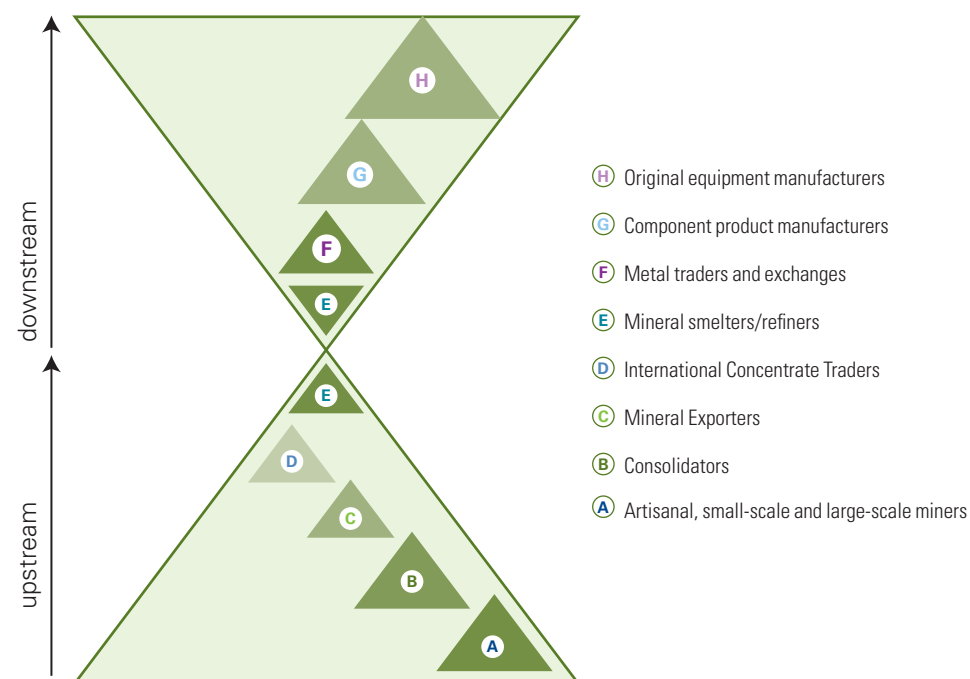 H
G
F
E
E
D
C
B
A
downstream
upstream
H Original equipment manufacturers
G Component product manufacturers
F Metal traders and exchanges
E Mineral smelters/refiners
D International Concentrate Traders
C Mineral Exporters
B Consolidators
A Artisanal, small-scale and large-scale miners